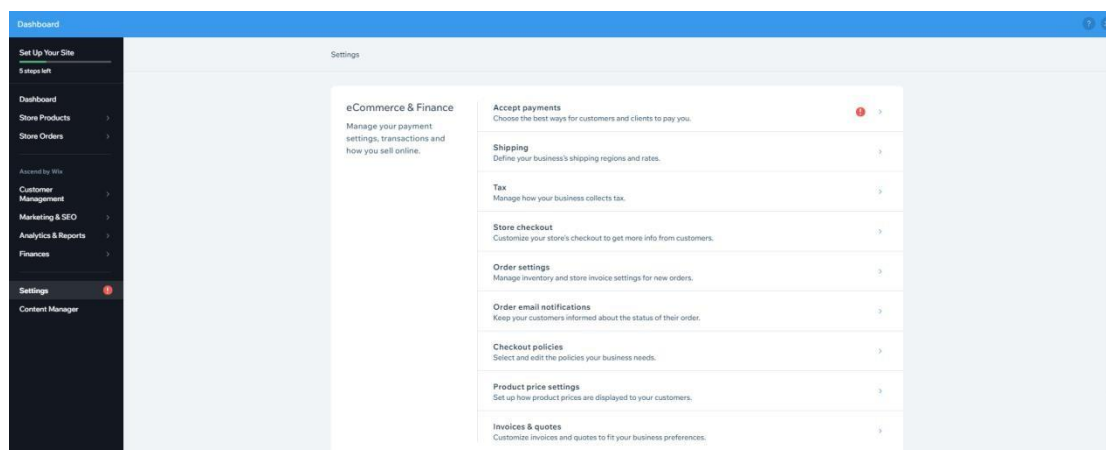 Dashboard
?
Set Up Your Site
5 steps left
Dashboard
Store Products
Store Orders
Ascend by Wix
Customer
Management
Marketing & SEO
Analytics & Reports
Finances
Settings
!
Content Manager
Settings
eCommerce & Finance
Manage your payment
settings, transactions and
how you sell online.
Accept payments
Choose the best ways for customers and clients to pay you.
!
Shipping
Define your business's shipping regions and rates.
Tax
Manage how your business collects tax.
Store checkout
Customize your store's checkout to get more info from customers.
Order settings
Manage inventory and store invoice settings for new orders.
Order email notifications
Keep your customers informed about the status of their order.
Checkout policies
Select and edit the policies your business needs.
Product price settings
Set up how product prices are displayed to your customers.
Invoices & quotes
Customize invoices and quotes to fit your business preferences.